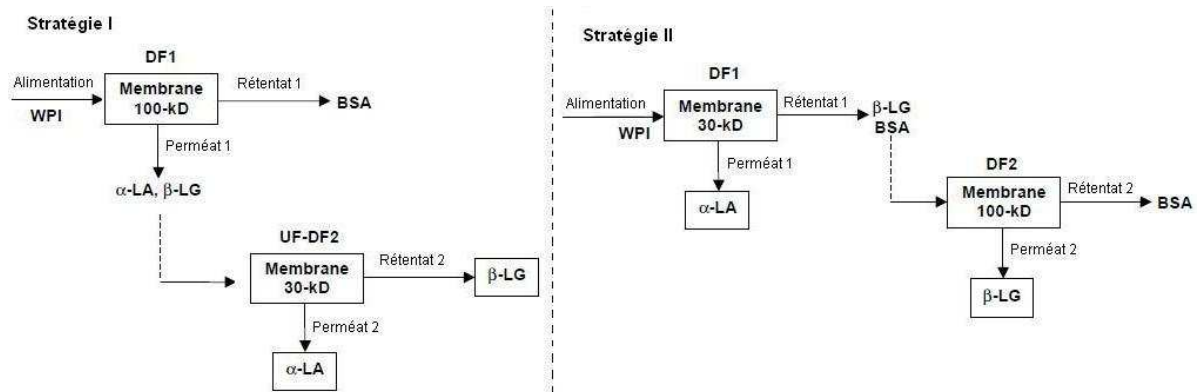 Stratégie I
DF1
Alimentation
WPI
Membrane
100-kD
Rétentat 1
BSA
Perméat 1
α-LA, β-LG
UF-DF2
Membrane
30-kD
Rétentat 2
β-LG
Perméat 2
α-LA
Stratégie II
DF1
Alimentation
WPI
Membrane
30-kD
Rétentat 1
β-LG
BSA
Perméat 1
α-LA
DF2
Membrane
100-kD
Rétentat 2
BSA
Perméat 2
β-LG